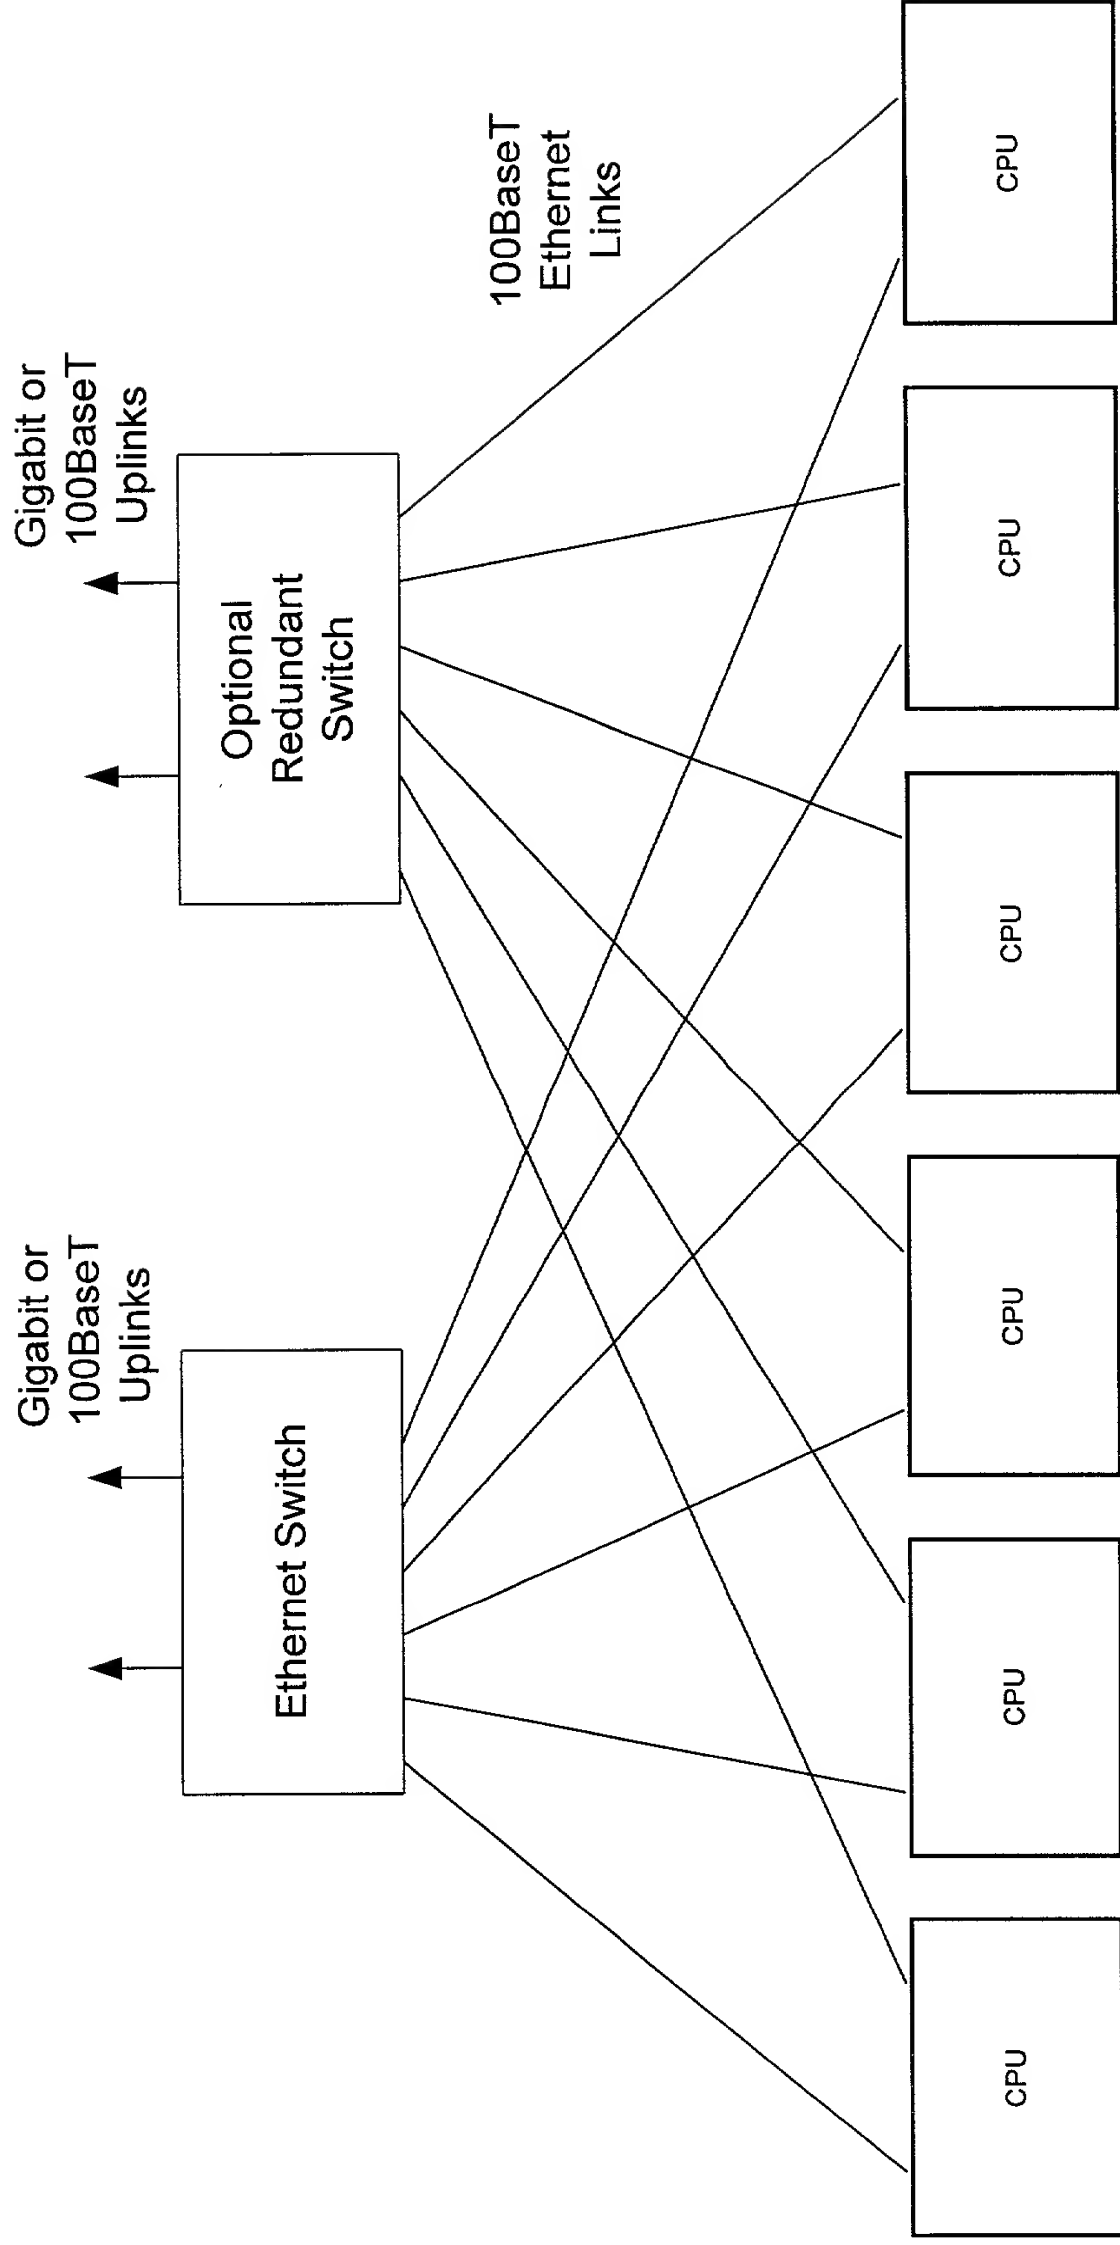 Gigabit or
100BaseT
Uplinks
Gigabit or
100BaseT
Uplinks
Ethernet Switch
Optional
Redundant
Switch
100BaseT
Ethernet
Links
CPU
CPU
CPU
CPU
CPU
CPU